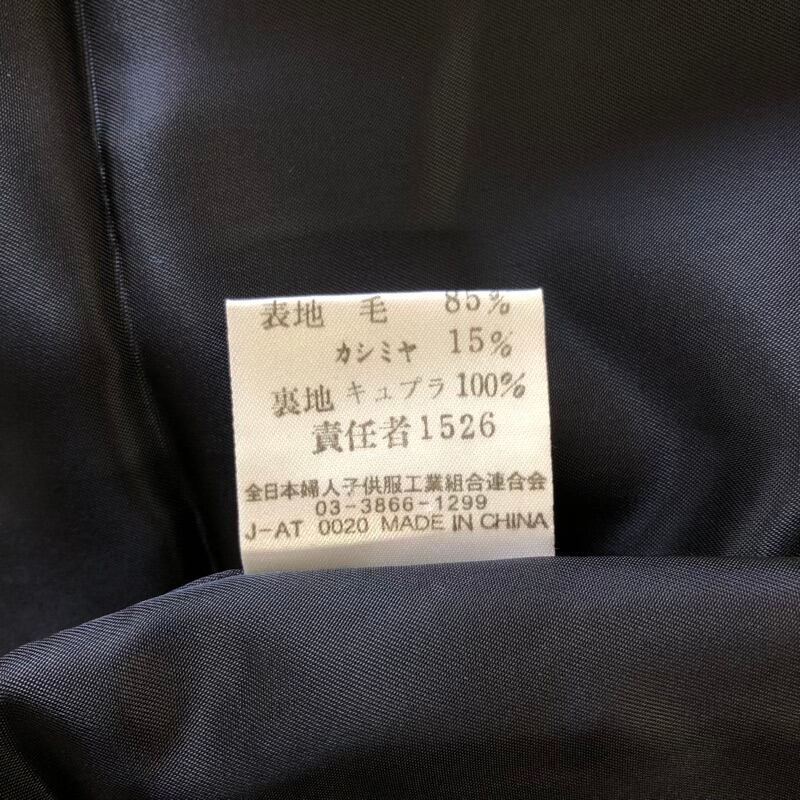 表地 毛 85%
カシミヤ 15%
裏地 キュプラ 100%
責任者1526
全日本婦人子供服工業組合連合会
03-3866-1299
J-AT 0020 MADE IN CHINA